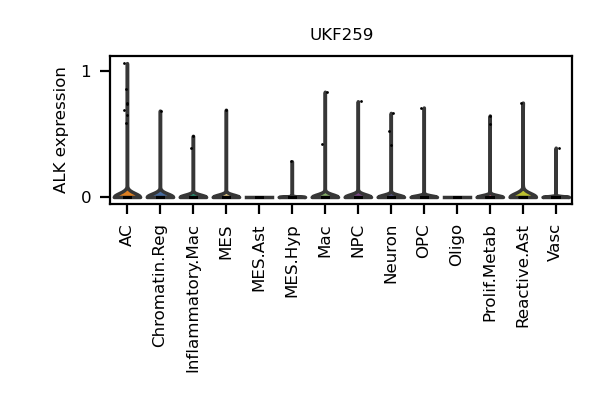 UKF259
ALK expression
1
0
AC
Chromatin.Reg
Inflammatory.Mac
MES
MES.Ast
MES.Hyp
Mac
NPC
Neuron
OPC
Oligo
Prolif.Metab
Reactive.Ast
Vasc